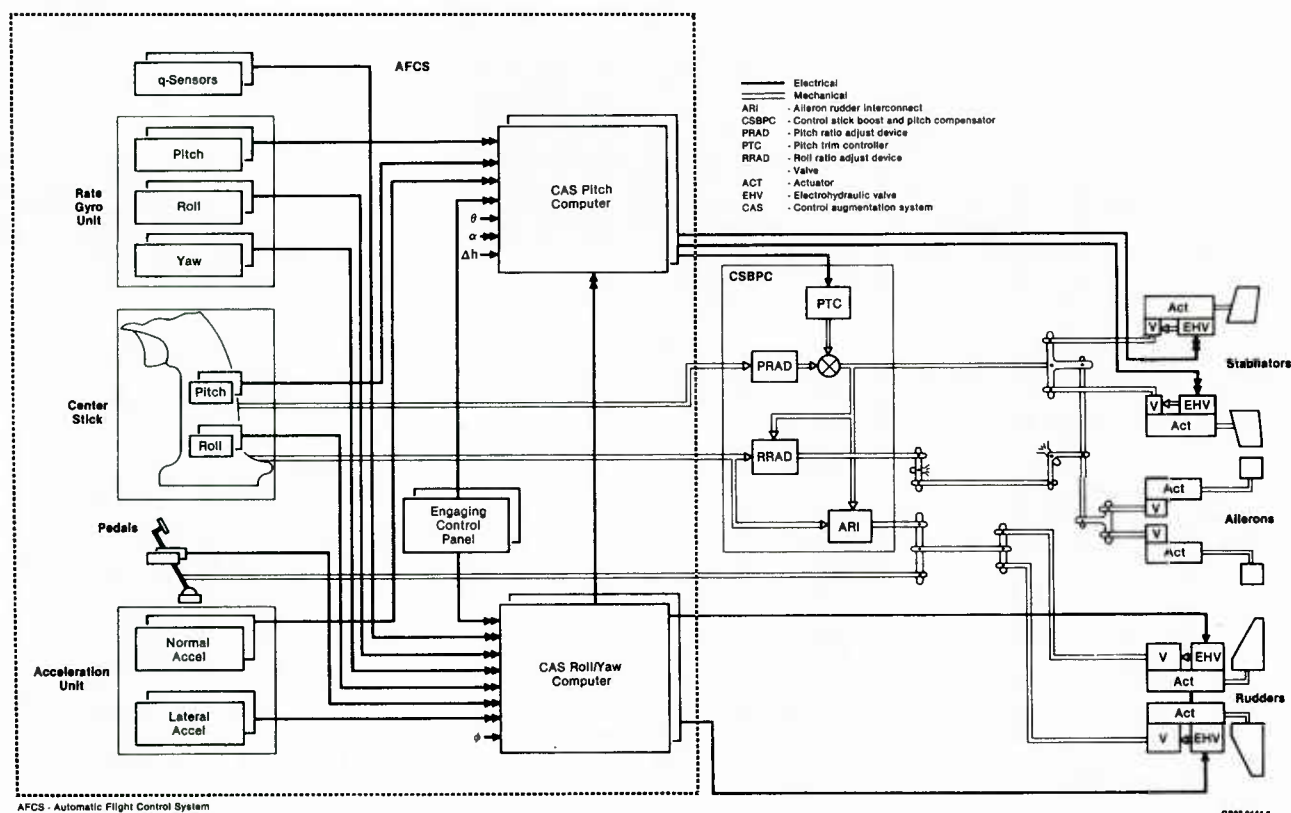 AFCS
q-Sensors
Rate
Gyro
Unit
Pitch
Roll
Yaw
Center
Stick
Pitch
Roll
Pedals
Acceleration
Unit
Normal
Accel
Lateral
Accel
Engaging
Control
Panel
CAS Pitch
Computer
θ
α
Δh
CAS Roll/Yaw
Computer
ϕ
Electrical
Mechanical
ARI - Aileron rudder interconnect
CSBPC - Control stick boost and pitch compensator
PRAD - Pitch ratio adjust device
PTC - Pitch trim controller
RRAD - Roll ratio adjust device
- Valve
ACT - Actuator
EHV - Electrohydraulic valve
CAS - Control augmentation system
CSBPC
PTC
PRAD
RRAD
ARI
Act
V
EHV
Stabliators
V
EHV
Act
Act
V
Ailerons
V
Act
V
EHV
Act
Rudders
Act
V
EHV
AFCS - Automatic Flight Control System